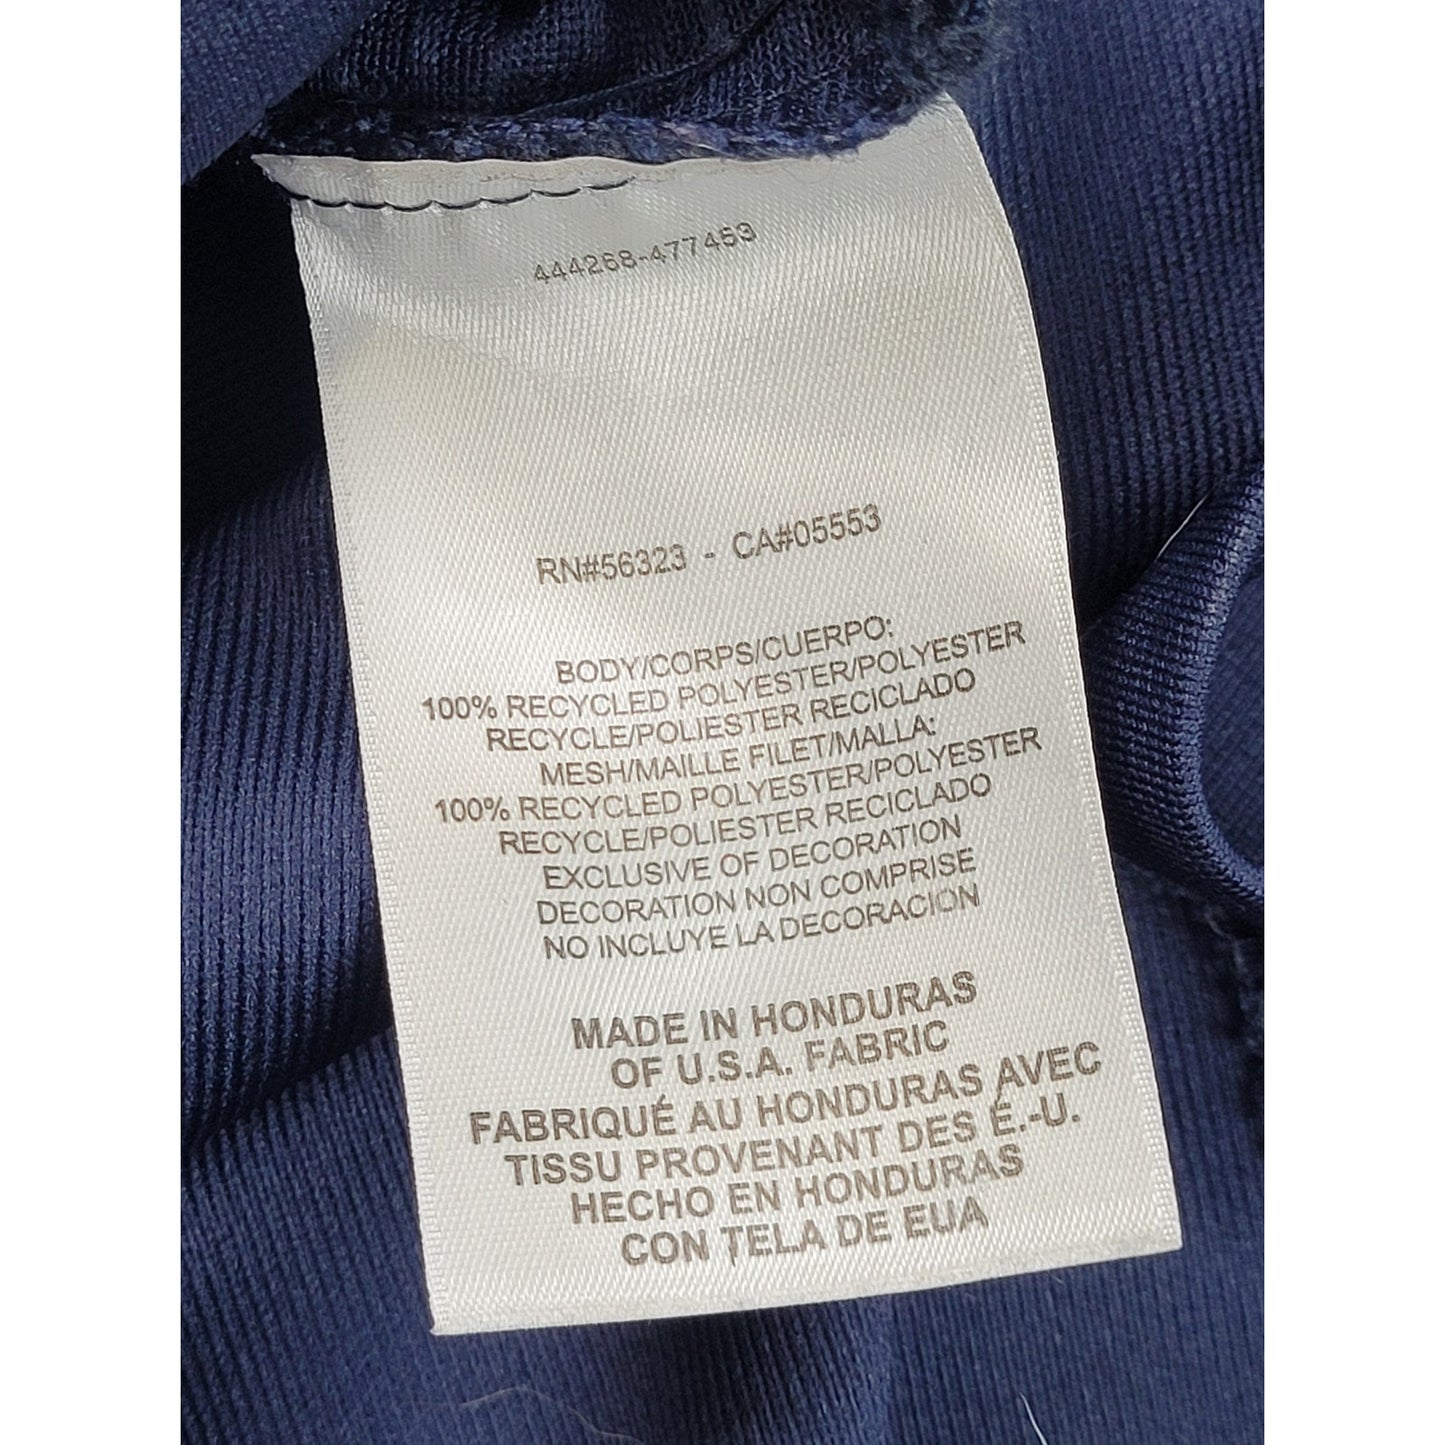 444268-477453
RN#56323 - CA#05553
BODY/CORPS/CUERPO:
100% RECYCLED POLYESTER/POLYESTER
RECYCLE/POLIESTER RECICLADO
MESH/MAILLE FILET/MALLA:
100% RECYCLED POLYESTER/POLYESTER
RECYCLE/POLIESTER RECICLADO
EXCLUSIVE OF DECORATION
DECORATION NON COMPRISE
NO INCLUYE LA DECORACION
MADE IN HONDURAS
OF U.S.A. FABRIC
FABRIQUÉ AU HONDURAS AVEC
TISSU PROVENANT DES É.-U.
HECHO EN HONDURAS
CON TELA DE EUA